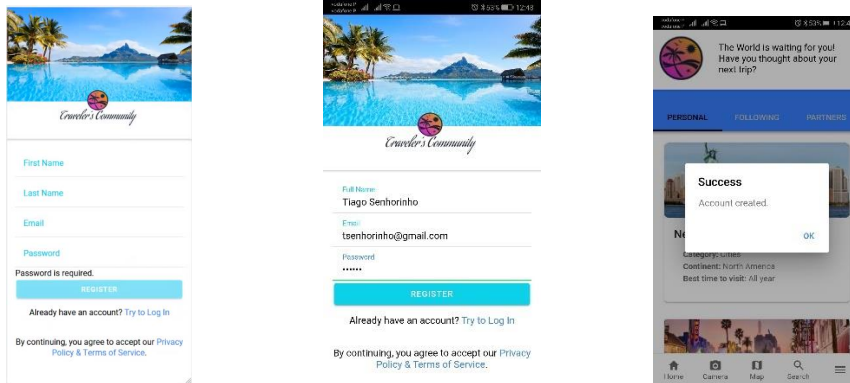 Traveler's Community
First Name
Last Name
Email
Password
Password is required.
REGISTER
Already have an account? Try to Log In
By continuing, you agree to accept our Privacy
Policy & Terms of Service.
12:43
Traveler's Community
Full Name
Tiago Senhorinho
Email
tsenhorinho@gmail.com
Password
••••••
REGISTER
Already have an account? Try to Log In
By continuing, you agree to accept our Privacy
Policy & Terms of Service.
The World is waiting for you!
Have you thought about your
next trip?
PERSONAL FOLLOWING PARTNERS
Success
Account created.
OK
Category: Cities
Continent: North America
Best time to visit: All year
Home Camera Map Search